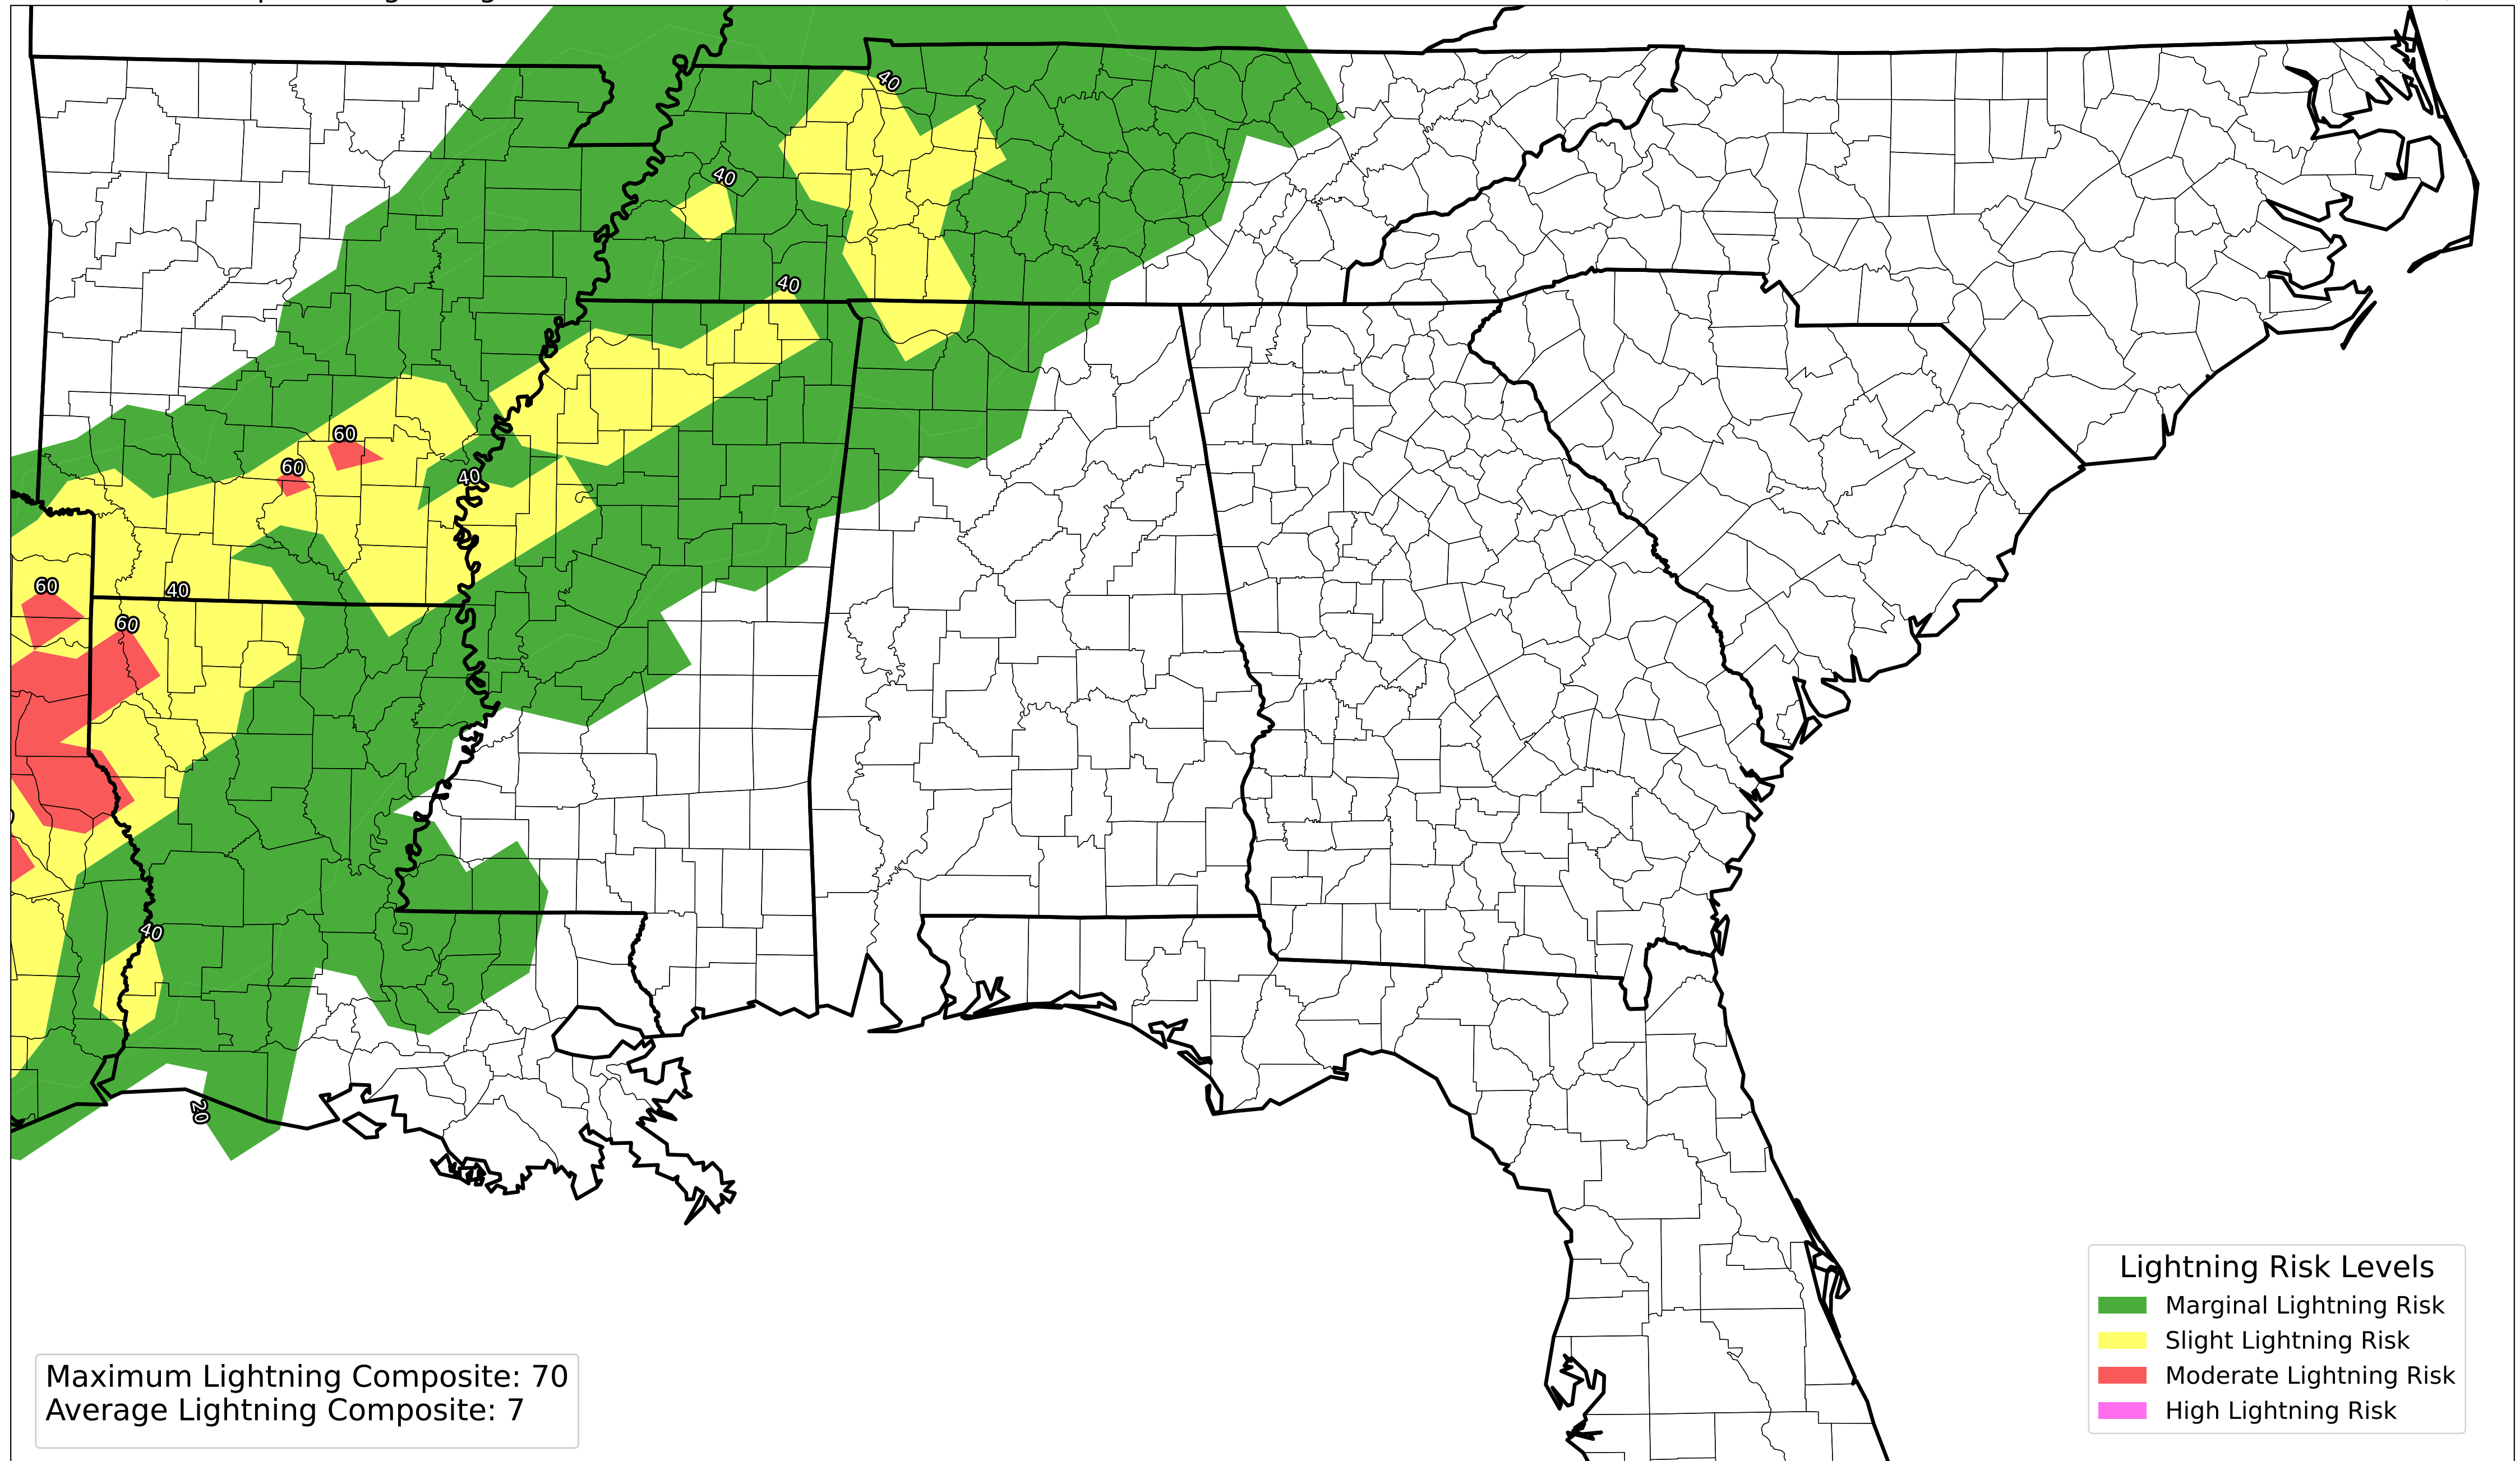 40
40
40
60
60
40
60
40
60
40
20
Lightning Risk Levels
Marginal Lightning Risk
Slight Lightning Risk
Moderate Lightning Risk
High Lightning Risk
Maximum Lightning Composite: 70
Average Lightning Composite: 7